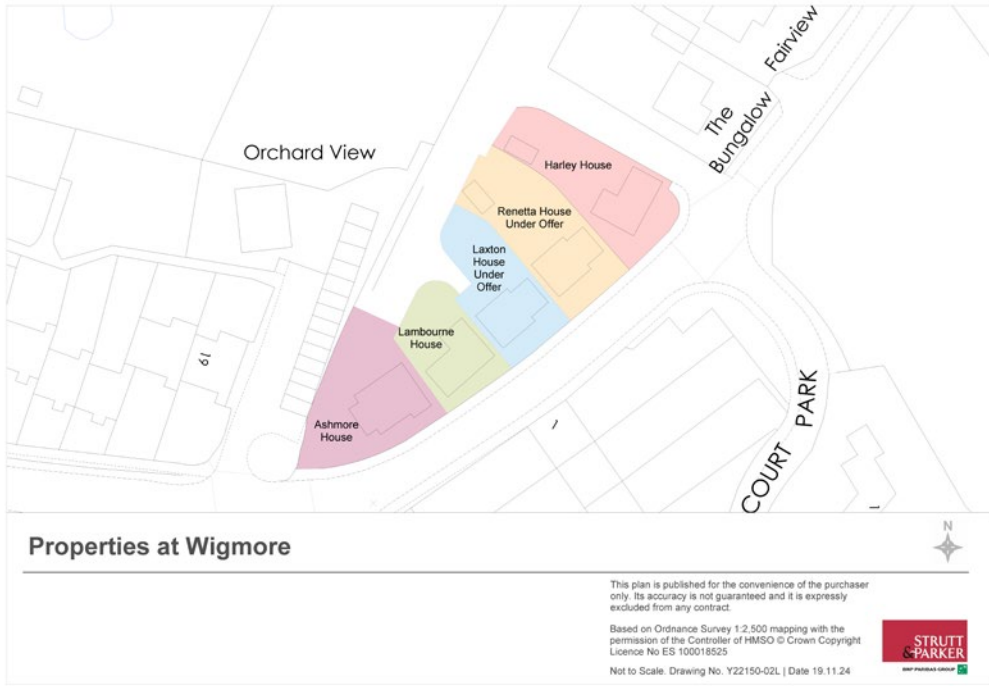 Fairview
The
Bungalow
Orchard View
Harley House
Renetta House
Under Offer
Laxton
House
Under
Offer
Lambourne
House
19
Ashmore
House
1
COURT PARK
1
Properties at Wigmore
N
This plan is published for the convenience of the purchaser
only. Its accuracy is not guaranteed and it is expressly
excluded from any contract.
Based on Ordnance Survey 1:2,500 mapping with the
permission of the Controller of HMSO © Crown Copyright
Licence No ES 100018525
Not to Scale. Drawing No. Y22150-02L | Date 19.11.24
STRUTT
&PARKER
BNP PARIBAS GROUP